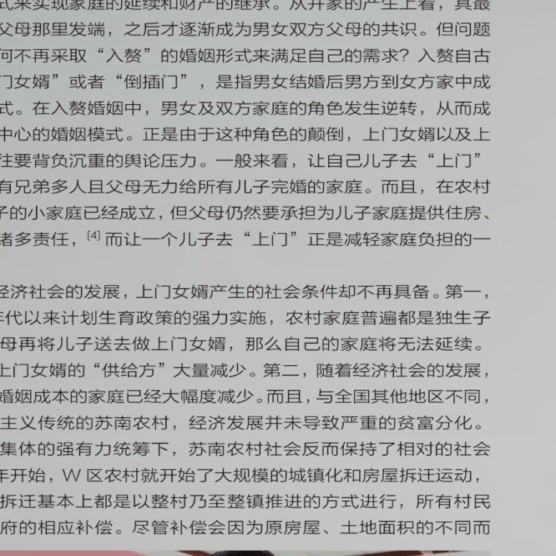 式来实现家庭的延续和财产的继承。从并家的产生上看，其最
父母那里发端，之后才逐渐成为男女双方父母的共识。但问题
何不再采取“入赘”的婚姻形式来满足自己的需求？入赘自古
门女婿”或者“倒插门”，是指男女结婚后男方到女方家中成
式。在入赘婚姻中，男女及双方家庭的角色发生逆转，从而成
中心的婚姻模式。正是由于这种角色的颠倒，上门女婿以及上
往要背负沉重的舆论压力。一般来看，让自己儿子去“上门”
有兄弟多人且父母无力给所有儿子完婚的家庭。而且，在农村
子的小家庭已经成立，但父母仍然要承担为儿子家庭提供住房、
诸多责任，[4]而让一个儿子去“上门”正是减轻家庭负担的一
经济社会的发展，上门女婿产生的社会条件却不再具备。第一，
年代以来计划生育政策的强力实施，农村家庭普遍都是独生子
母再将儿子送去做上门女婿，那么自己的家庭将无法延续。
上门女婿的“供给方”大量减少。第二，随着经济社会的发展，
婚姻成本的家庭已经大幅度减少。而且，与全国其他地区不同，
主义传统的苏南农村，经济发展并未导致严重的贫富分化。
集体的强有力统筹下，苏南农村社会反而保持了相对的社会
年开始，W 区农村就开始了大规模的城镇化和房屋拆迁运动，
拆迁基本上都是以整村乃至整镇推进的方式进行，所有村民
府的相应补偿。尽管补偿会因为原房屋、土地面积的不同而